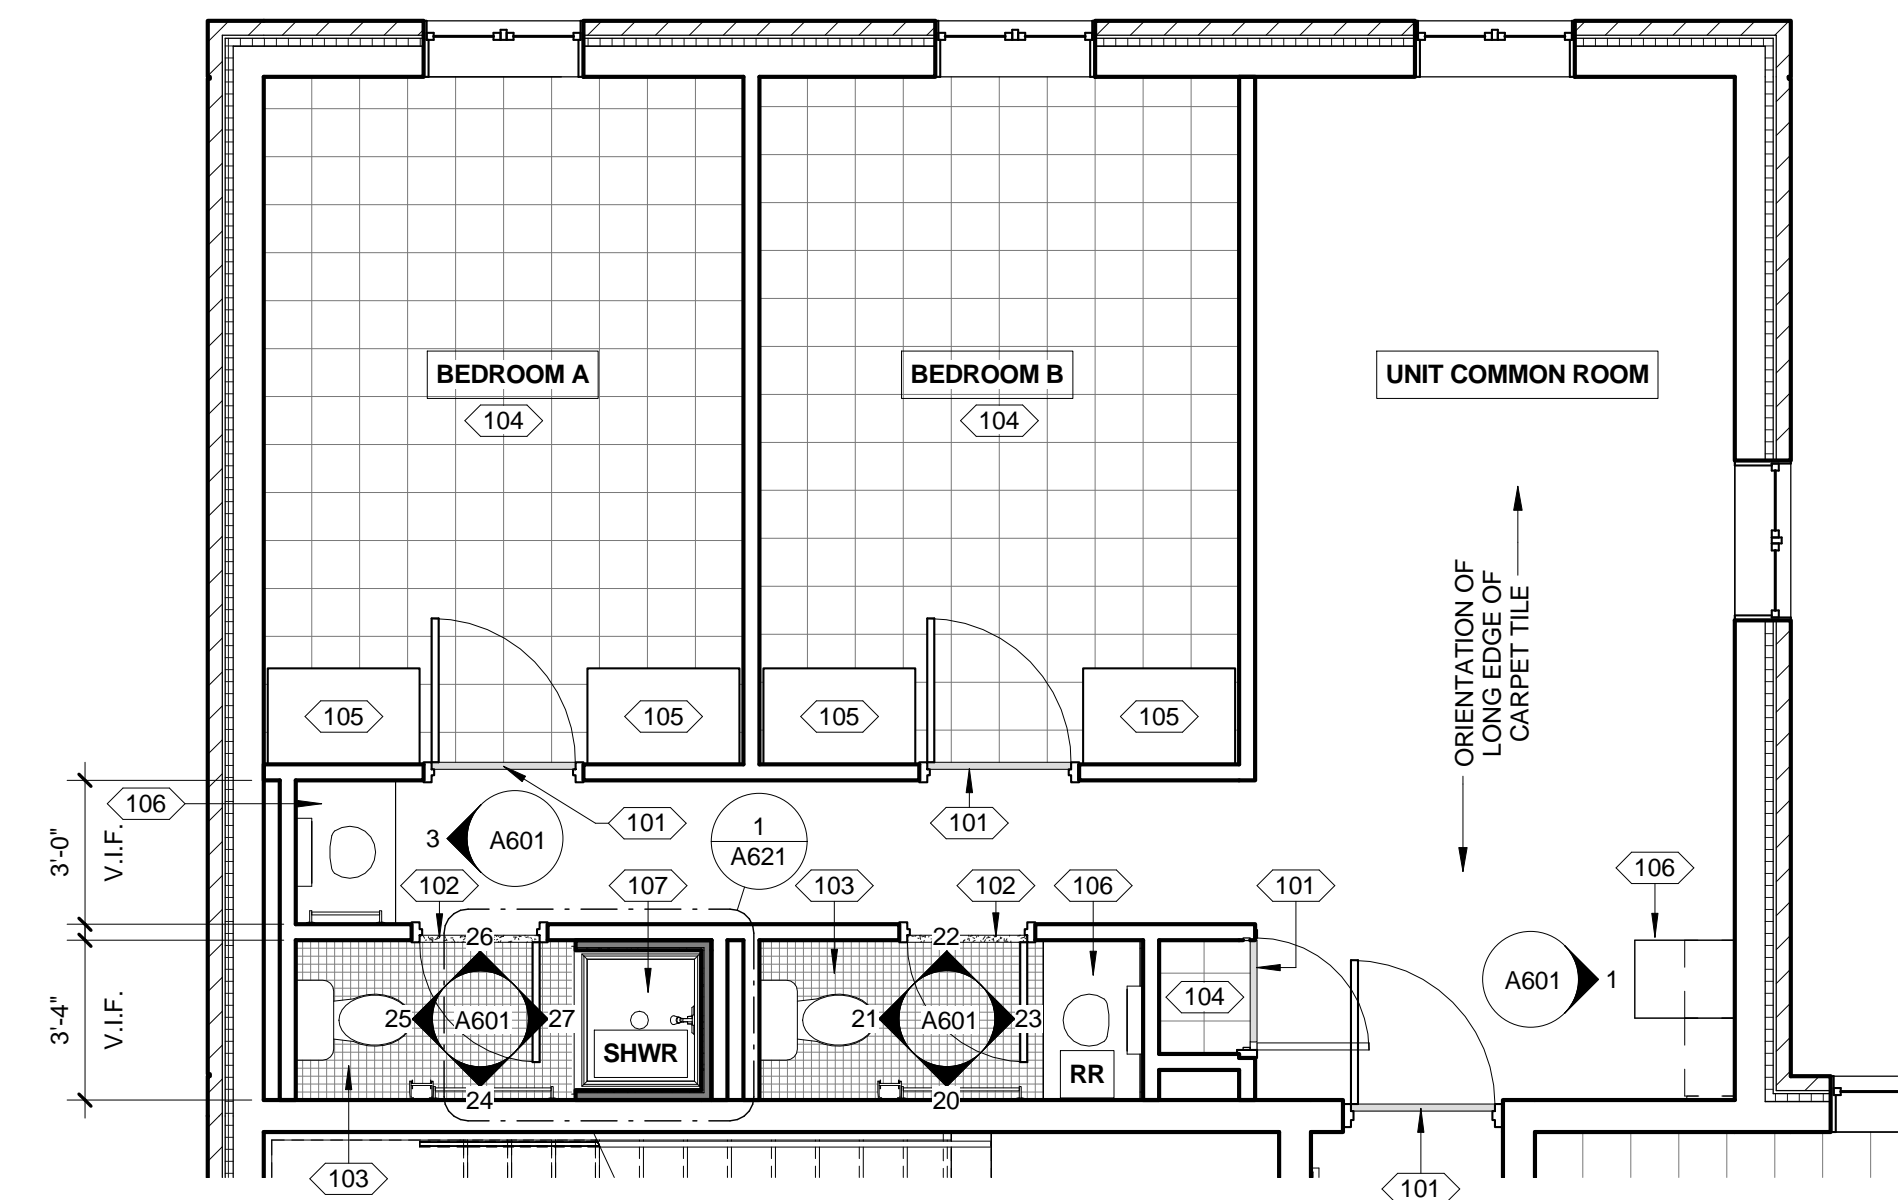 BEDROOM A
104
BEDROOM B
104
UNIT COMMON ROOM
ORIENTATION OF
LONG EDGE OF
CARPET TILE
105
105
105
105
106
3'-0"
V.I.F.
3
A601
101
1
A621
101
102
107
103
102
106
101
106
3'-4"
V.I.F.
26
25
A601
27
24
SHWR
22
21
A601
23
20
RR
104
A601
1
103
101